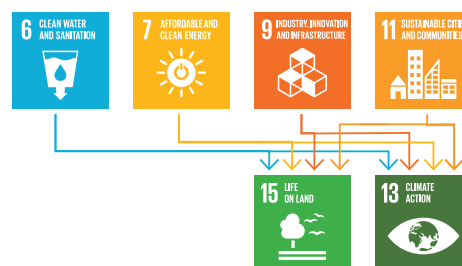 6 CLEAN WATER
AND SANITATION
7 AFFORDABLE AND
CLEAN ENERGY
9 INDUSTRY, INNOVATION
AND INFRASTRUCTURE
11 SUSTAINABLE CITIE
AND COMMUNITIES
15 LIFE
ON LAND
13 CLIMATE
ACTION